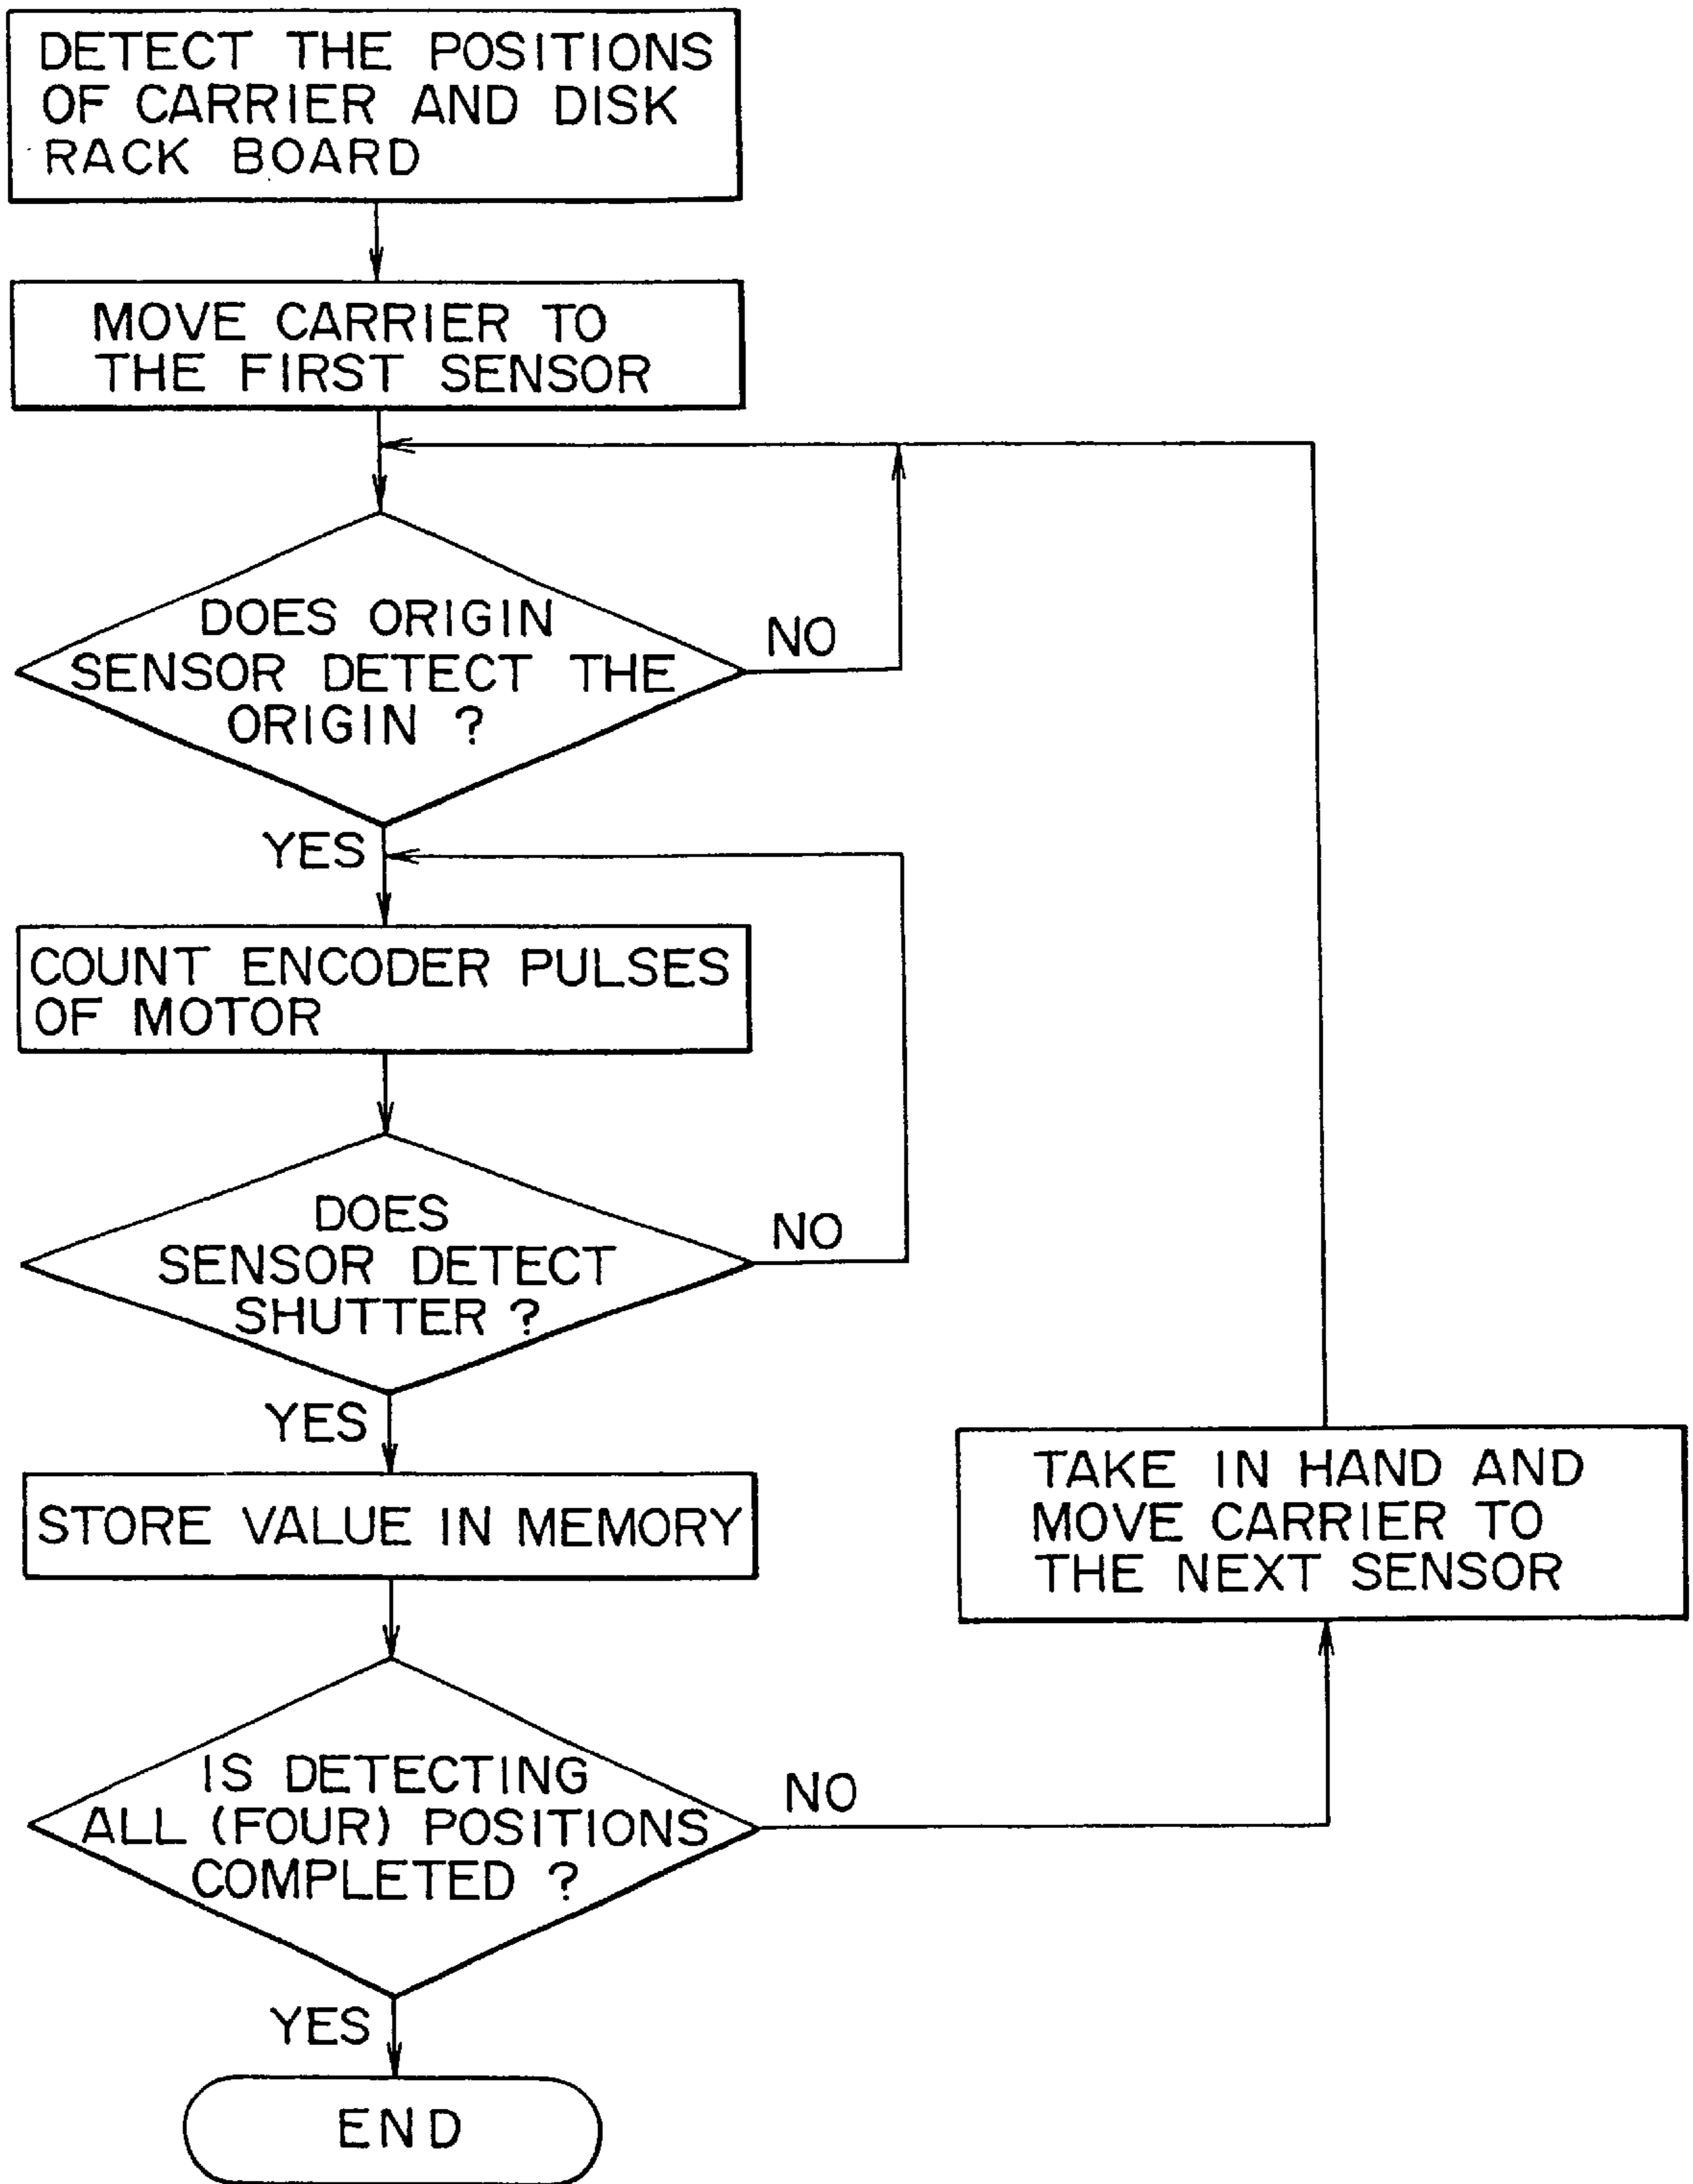 DETECT THE POSITIONS
OF CARRIER AND DISK
RACK BOARD
MOVE CARRIER TO
THE FIRST SENSOR
DOES ORIGIN
SENSOR DETECT THE
ORIGIN ?
NO
YES
COUNT ENCODER PULSES
OF MOTOR
DOES
SENSOR DETECT
SHUTTER ?
NO
YES
STORE VALUE IN MEMORY
TAKE IN HAND AND
MOVE CARRIER TO
THE NEXT SENSOR
IS DETECTING
ALL (FOUR) POSITIONS
COMPLETED ?
NO
YES
END